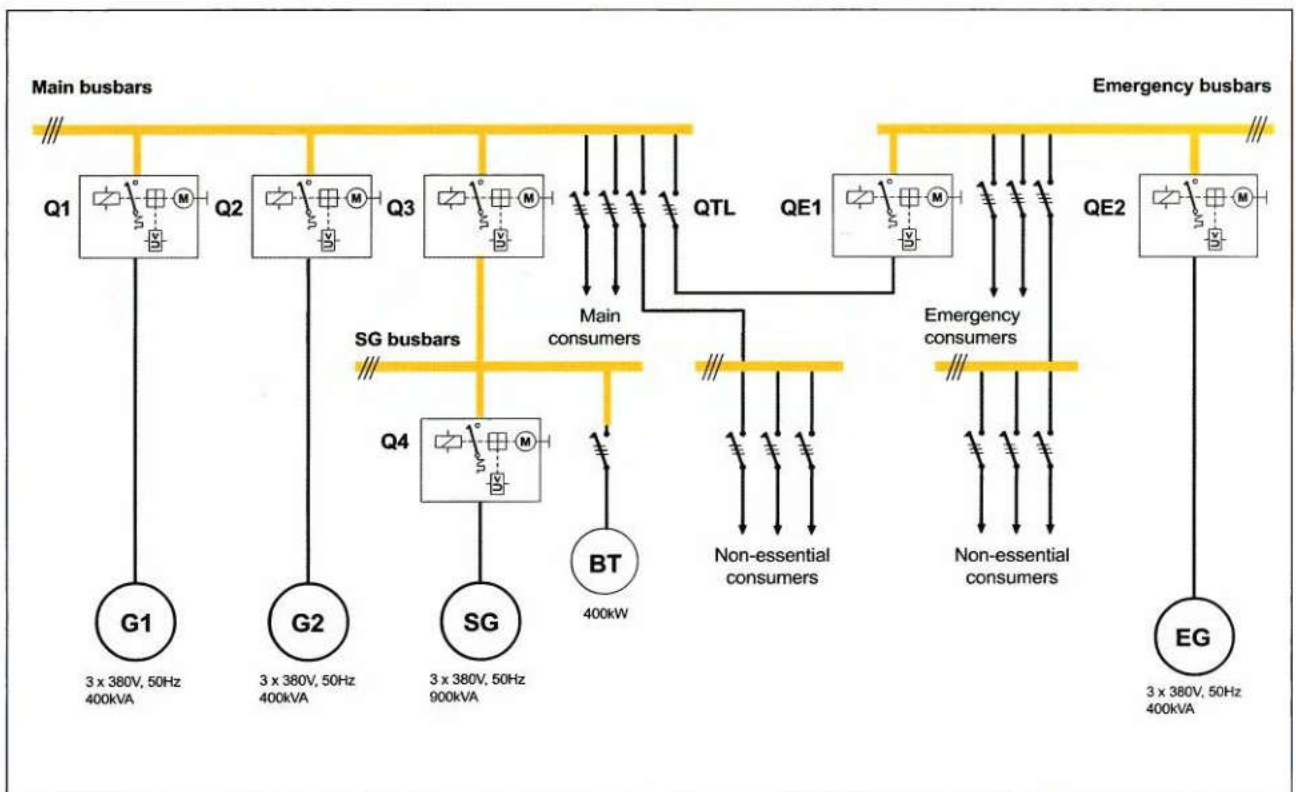 Main busbars
Emergency busbars
Q1
M
Q2
M
Q3
M
QTL
QE1
M
QE2
M
Main
consumers
Emergency
consumers
SG busbars
Q4
M
BT
400kW
Non-essential
consumers
Non-essential
consumers
G1
3 x 380V, 50Hz
400kVA
G2
3 x 380V, 50Hz
400kVA
SG
3 x 380V, 50Hz
900kVA
EG
3 x 380V, 50Hz
400kVA